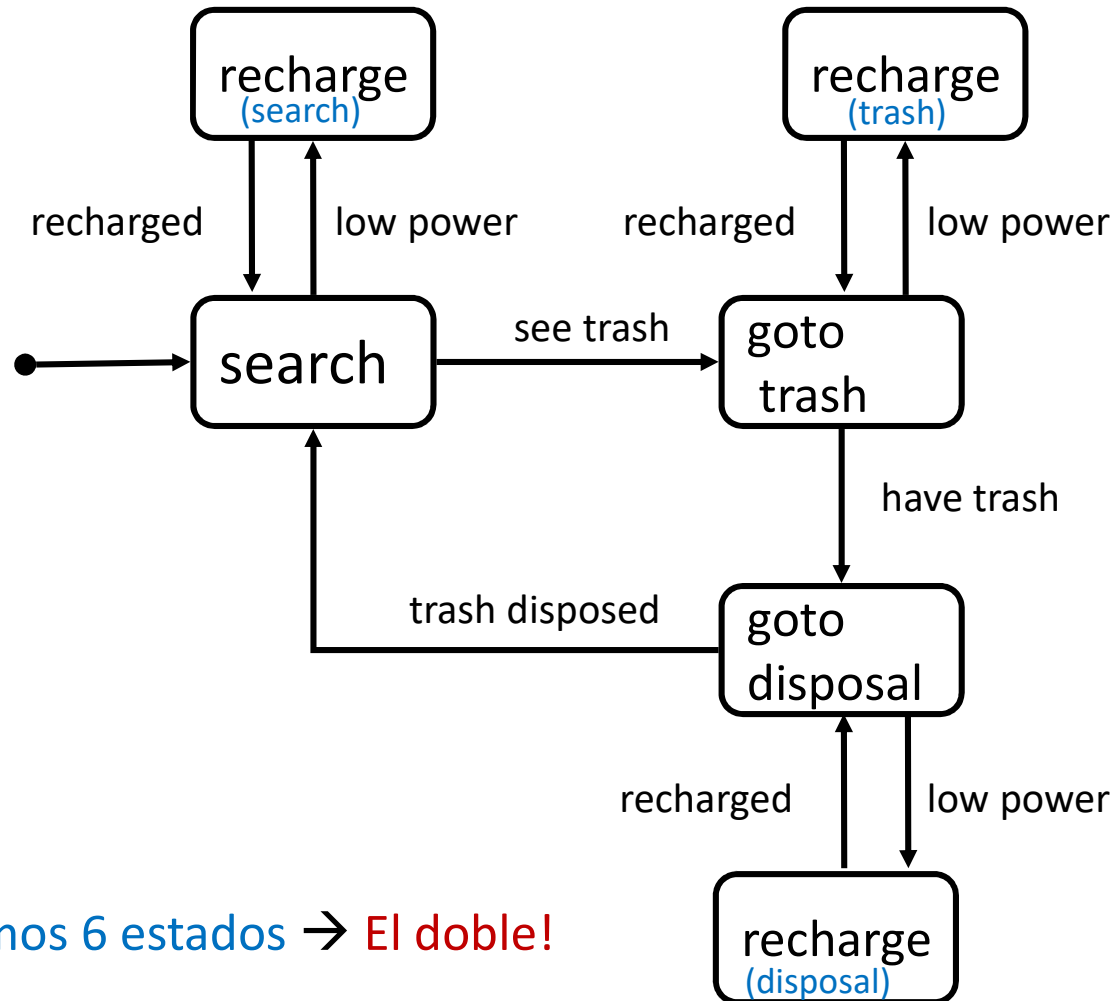 recharge
(search)
recharge
(trash)
recharged
low power
recharged
low power
search
see trash
goto
trash
have trash
trash disposed
goto
disposal
recharged
low power
6 estados → El doble!
recharge
(disposal)